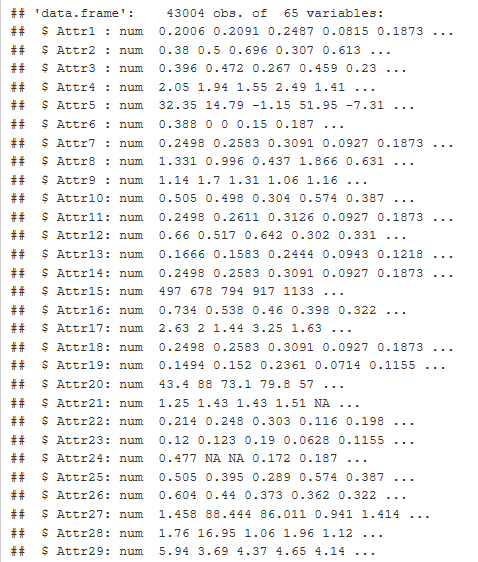 ## 'data.frame':    43004 obs. of  65 variables:
##  $ Attr1 : num  0.2006 0.2091 0.2487 0.0815 0.1873 ...
##  $ Attr2 : num  0.38 0.5 0.696 0.307 0.613 ...
##  $ Attr3 : num  0.396 0.472 0.267 0.459 0.23 ...
##  $ Attr4 : num  2.05 1.94 1.55 2.49 1.41 ...
##  $ Attr5 : num  32.35 14.79 -1.15 51.95 -7.31 ...
##  $ Attr6 : num  0.388 0 0 0.15 0.187 ...
##  $ Attr7 : num  0.2498 0.2583 0.3091 0.0927 0.1873 ...
##  $ Attr8 : num  1.331 0.996 0.437 1.866 0.631 ...
##  $ Attr9 : num  1.14 1.7 1.31 1.06 1.16 ...
##  $ Attr10: num  0.505 0.498 0.304 0.574 0.387 ...
##  $ Attr11: num  0.2498 0.2611 0.3126 0.0927 0.1873 ...
##  $ Attr12: num  0.66 0.517 0.642 0.302 0.331 ...
##  $ Attr13: num  0.1666 0.1583 0.2444 0.0943 0.1218 ...
##  $ Attr14: num  0.2498 0.2583 0.3091 0.0927 0.1873 ...
##  $ Attr15: num  497 678 794 917 1133 ...
##  $ Attr16: num  0.734 0.538 0.46 0.398 0.322 ...
##  $ Attr17: num  2.63 2 1.44 3.25 1.63 ...
##  $ Attr18: num  0.2498 0.2583 0.3091 0.0927 0.1873 ...
##  $ Attr19: num  0.1494 0.152 0.2361 0.0714 0.1155 ...
##  $ Attr20: num  43.4 88 73.1 79.8 57 ...
##  $ Attr21: num  1.25 1.43 1.43 1.51 NA ...
##  $ Attr22: num  0.214 0.248 0.303 0.116 0.198 ...
##  $ Attr23: num  0.12 0.123 0.19 0.0628 0.1155 ...
##  $ Attr24: num  0.477 NA NA 0.172 0.187 ...
##  $ Attr25: num  0.505 0.395 0.289 0.574 0.387 ...
##  $ Attr26: num  0.604 0.44 0.373 0.362 0.322 ...
##  $ Attr27: num  1.458 88.444 86.011 0.941 1.414 ...
##  $ Attr28: num  1.76 16.95 1.06 1.96 1.12 ...
##  $ Attr29: num  5.94 3.69 4.37 4.65 4.14 ...